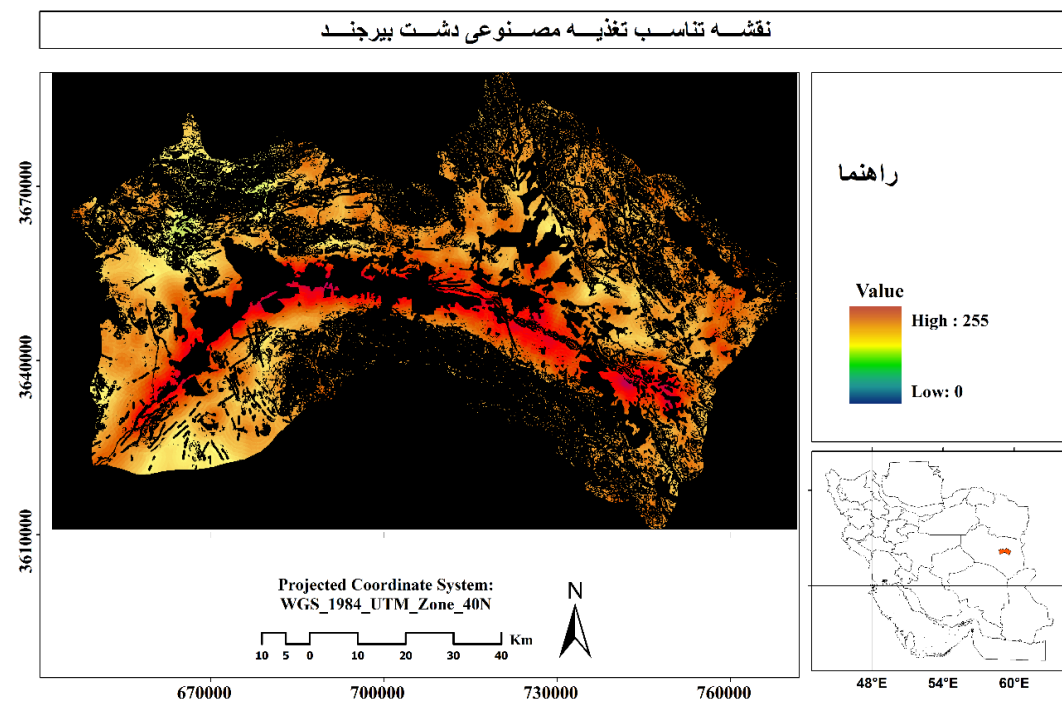 نقشه تناسب تغذیه مصنوعی دشت بیرجند
راهنما
Value
High : 255
Low: 0
3670000
3640000
3610000
Projected Coordinate System:
WGS_1984_UTM_Zone_40N
N
10 5 0 10 20 30 40 Km
670000 700000 730000 760000
48°E 54°E 60°E